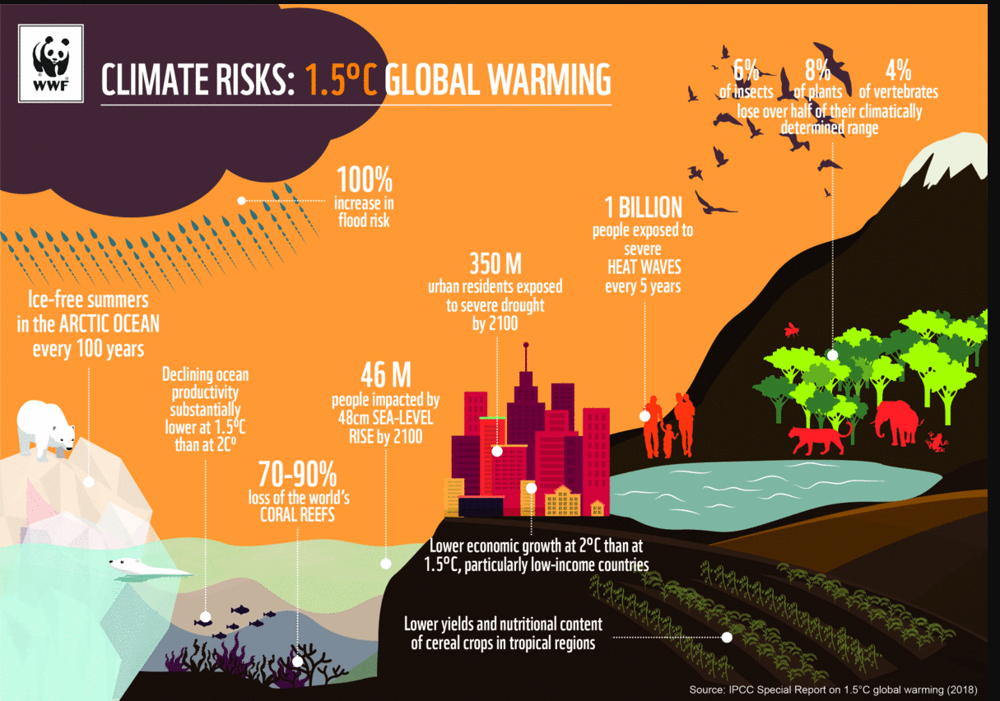 WWF
CLIMATE RISKS: 1.5ºC GLOBAL WARMING
6%
of insects
8%
of plants
4%
of vertebrates
lose over half of their climatically
determined range
100%
increase in
flood risk
1 BILLION
people exposed to
severe
HEAT WAVES
every 5 years
350 M
urban residents exposed
to severe drought
by 2100
Ice-free summers
in the ARCTIC OCEAN
every 100 years
Declining ocean
productivity
substantially
lower at 1.5ºC
than at 2Cº
46 M
people impacted by
48cm SEA-LEVEL
RISE by 2100
70-90%
loss of the world's
CORAL REEFS
Lower economic growth at 2ºC than at
1.5ºC, particularly low-income countries
Lower yields and nutritional content
of cereal crops in tropical regions
Source: IPCC Special Report on 1.5°C global warming (2018)